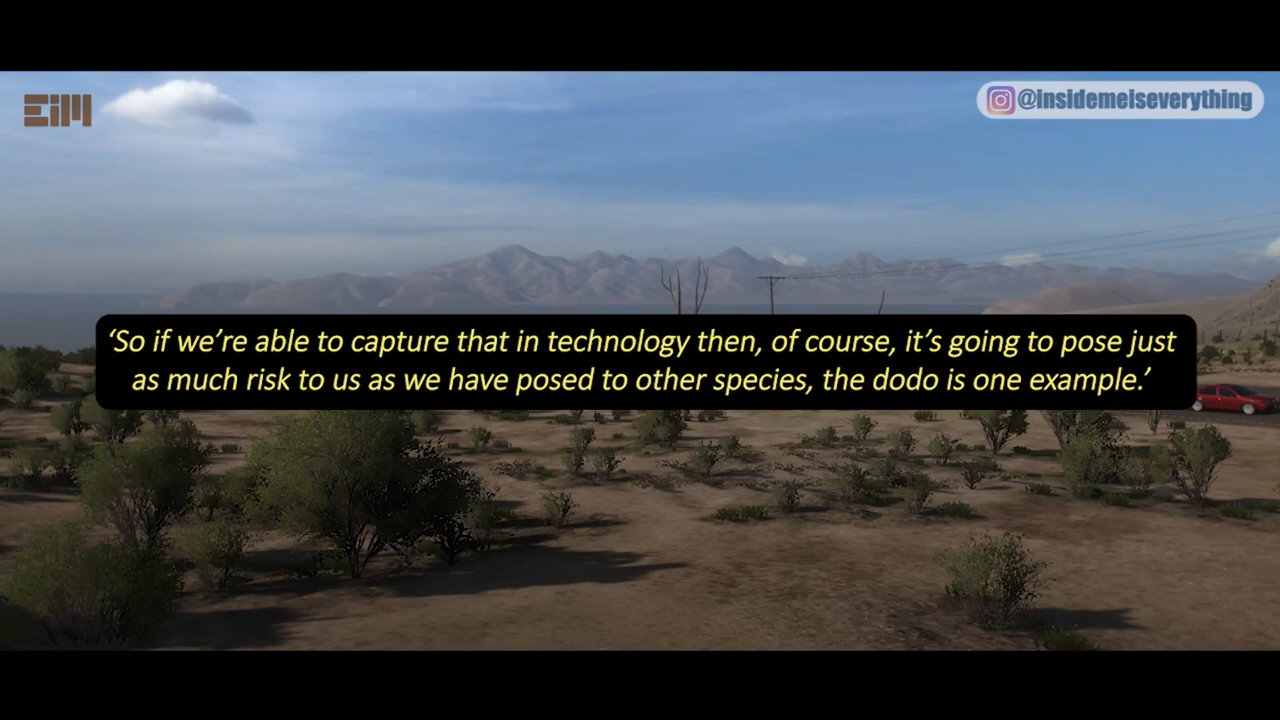 EiM
@insidemeiseverything
‘So if we’re able to capture that in technology then, of course, it’s going to pose just
as much risk to us as we have posed to other species, the dodo is one example.’